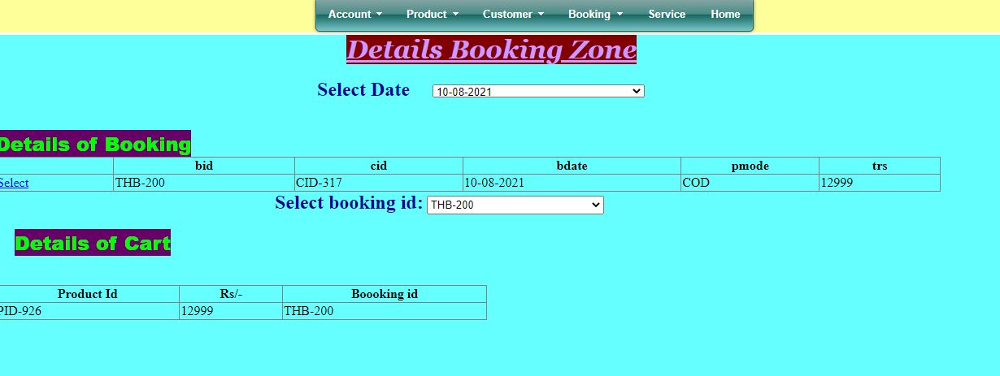 Account Product Customer Booking Service Home
Details Booking Zone
Select Date 10-08-2021
Details of Booking
bid cid bdate pmode trs
Select THB-200 CID-317 10-08-2021 COD 12999
Select booking id: THB-200
Details of Cart
Product Id Rs/- Boooking id
PID-926 12999 THB-200